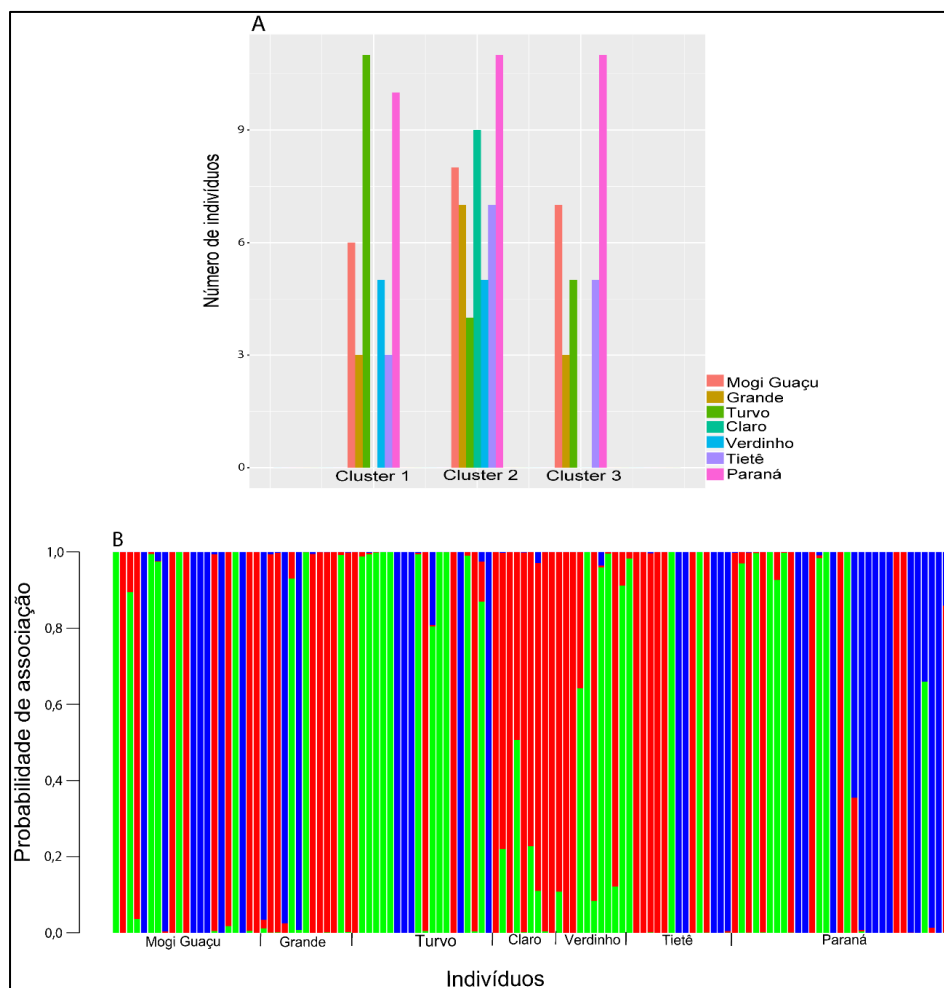 A
Número de indivíduos
9
6
3
0
Cluster 1 Cluster 2 Cluster 3
Mogi Guaçu
Grande
Turvo
Claro
Verdinho
Tietê
Paraná
B
Probabilidade de associação
1,0
0,8
0,6
0,4
0,2
0,0
Mogi Guaçu Grande Turvo Claro Verdinho Tietê Paraná
Indivíduos